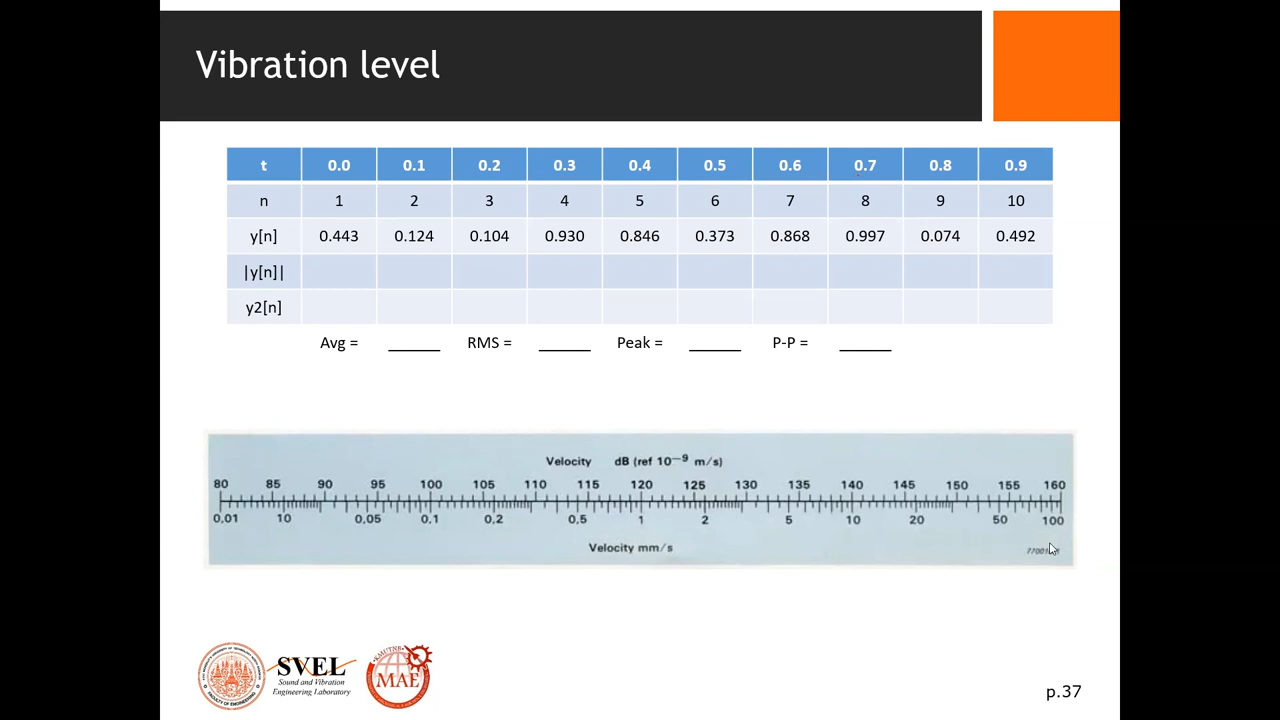 Vibration level
t 0.0 0.1 0.2 0.3 0.4 0.5 0.6 0.7 0.8 0.9
n 1 2 3 4 5 6 7 8 9 10
y[n] 0.443 0.124 0.104 0.930 0.846 0.373 0.868 0.997 0.074 0.492
|y[n]|
y2[n]
Avg = ______ RMS = ______ Peak = ______ P-P = ______
Velocity dB (ref 10⁻⁹ m/s)
80 85 90 95 100 105 110 115 120 125 130 135 140 145 150 155 160
0,01 10 0,05 0,1 0,2 0,5 1 2 5 10 20 50 100
Velocity mm/s
SVEL
Sound and Vibration
Engineering Laboratory
KMUTNB
MAE
p.37